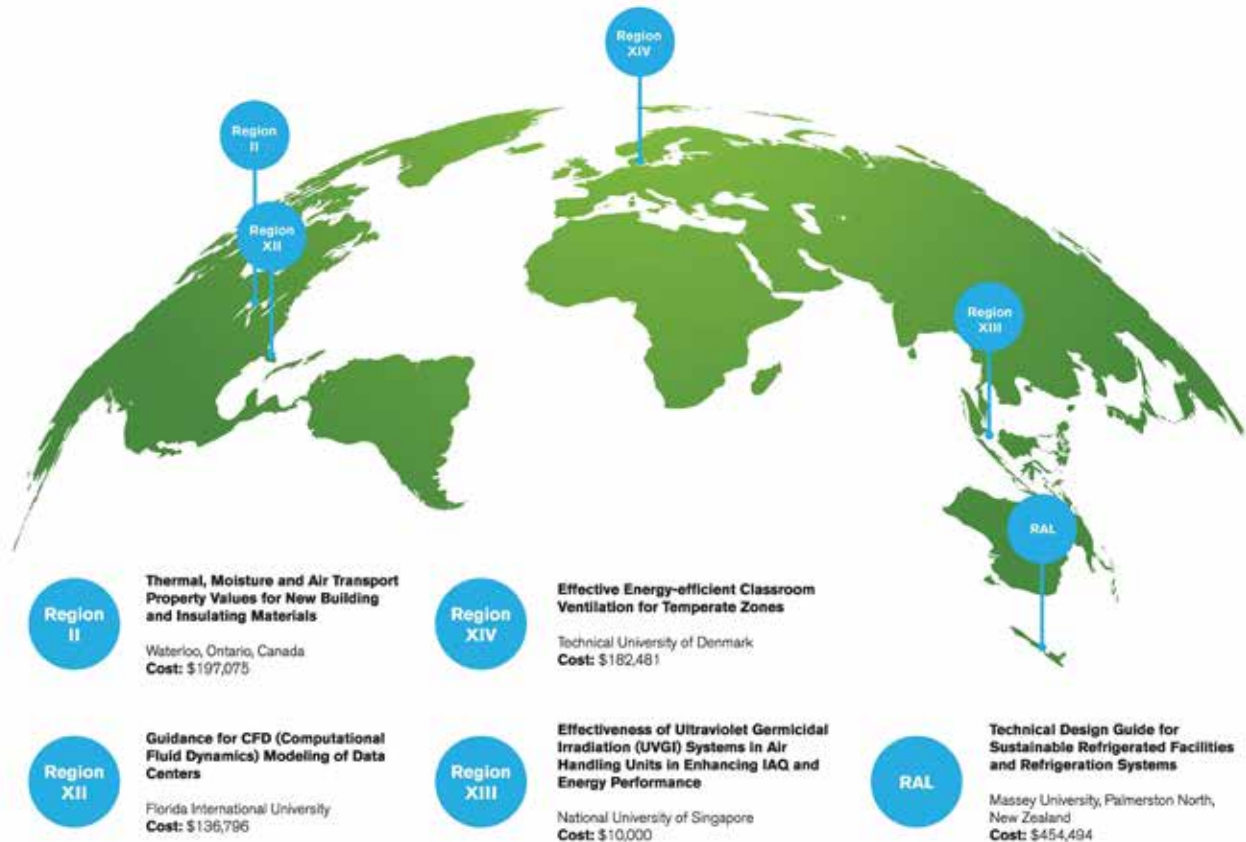 Region
XIV
Region
II
Region
XII
Region
XIII
RAL
Region
II
Thermal, Moisture and Air Transport
Property Values for New Building
and Insulating Materials
Waterloo, Ontario, Canada
Cost: $197,075
Region
XIV
Effective Energy-efficient Classroom
Ventilation for Temperate Zones
Technical University of Denmark
Cost: $182,481
Region
XII
Guidance for CFD (Computational
Fluid Dynamics) Modeling of Data
Centers
Florida International University
Cost: $136,796
Region
XIII
Effectiveness of Ultraviolet Germicidal
Irradiation (UVGI) Systems in Air
Handling Units in Enhancing IAQ and
Energy Performance
National University of Singapore
Cost: $10,000
RAL
Technical Design Guide for
Sustainable Refrigerated Facilities
and Refrigeration Systems
Massey University, Palmerston North,
New Zealand
Cost: $454,494